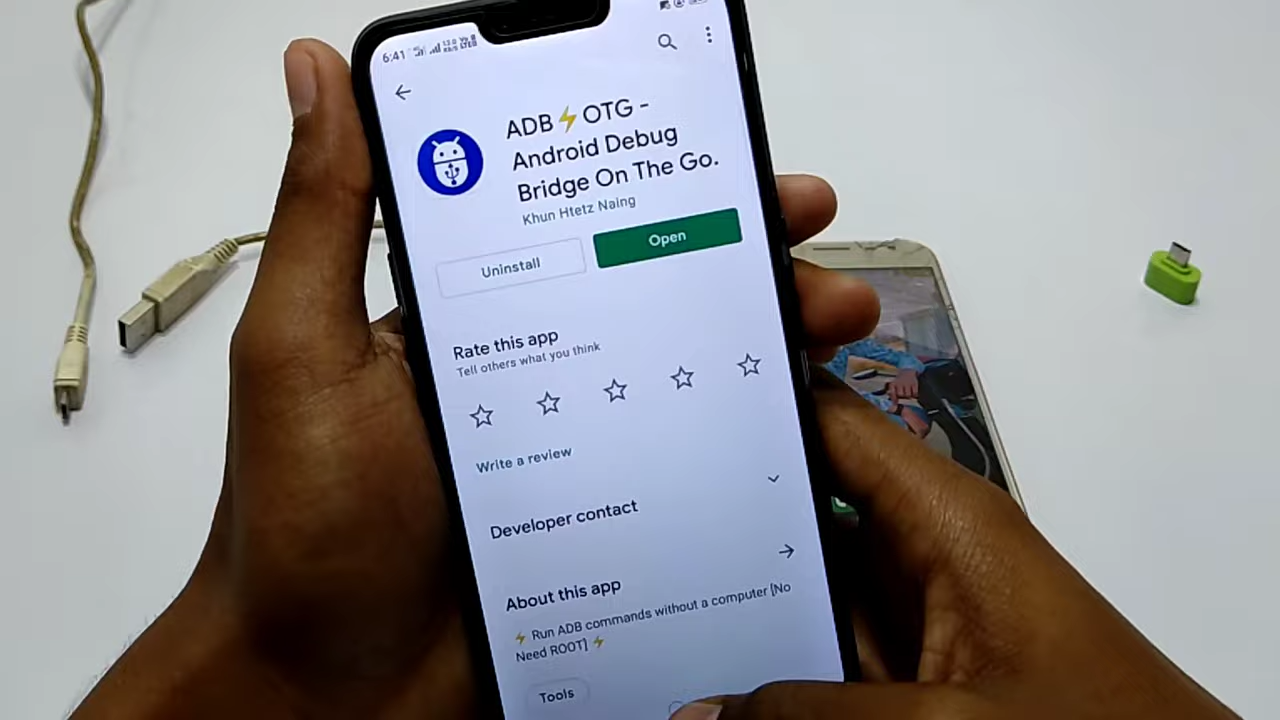 6:41
ADB⚡OTG -
Android Debug
Bridge On The Go.
Khun Htetz Naing
Uninstall
Open
Rate this app
Tell others what you think
Write a review
Developer contact
About this app
⚡ Run ADB commands without a computer [No
Need ROOT] ⚡
Tools